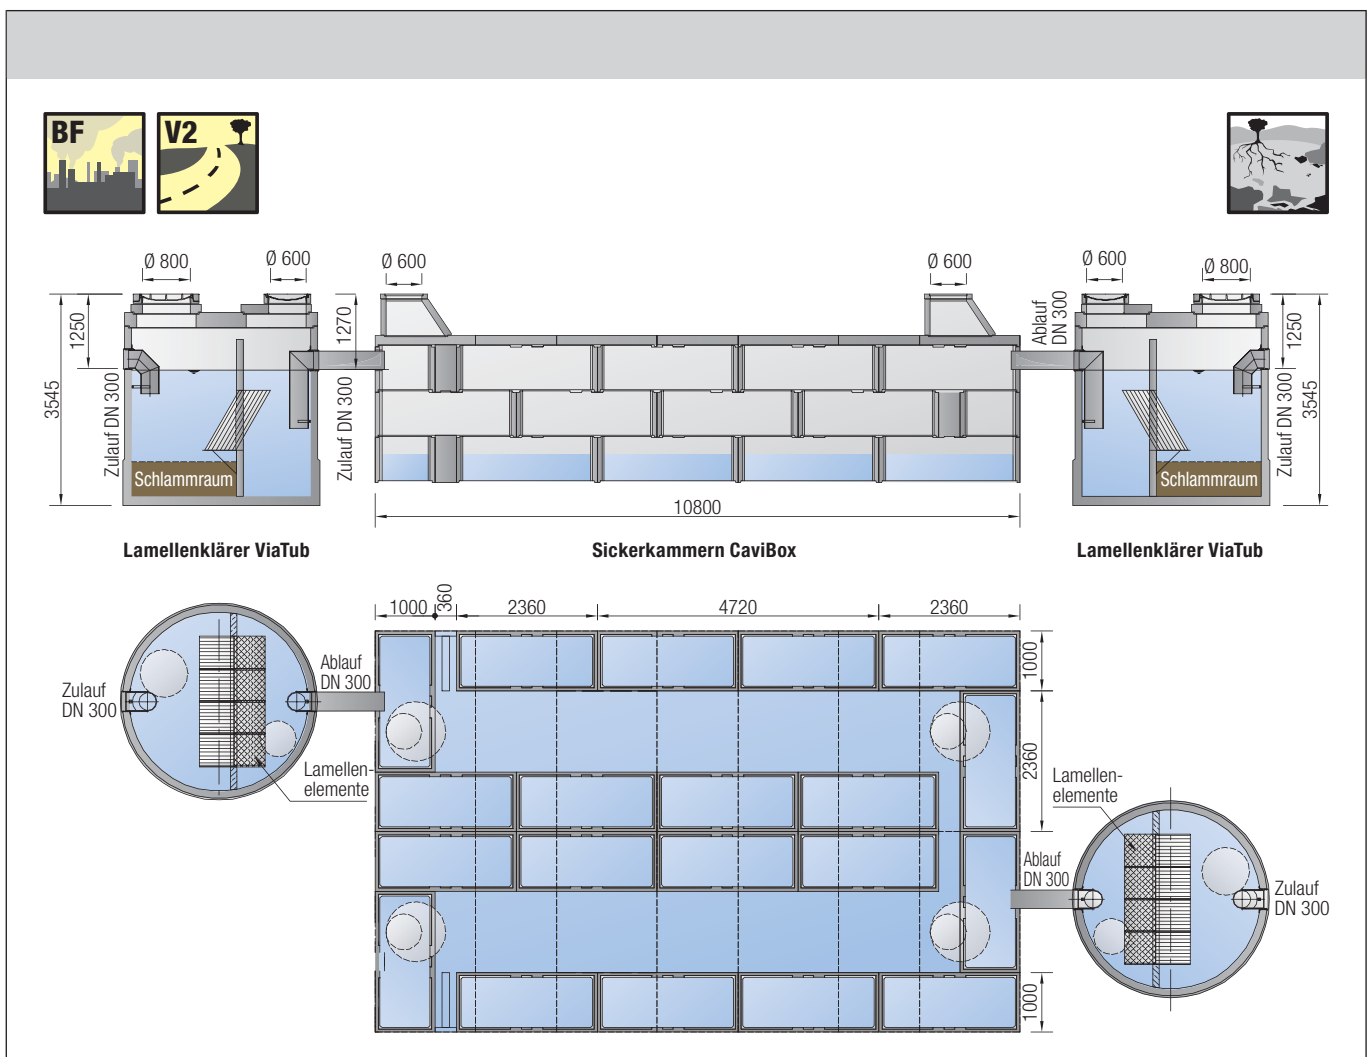 BF
V2
Ø 800
Ø 600
Ø 600
Ø 600
Ø 600
Ø 800
3545
1250
Zulauf DN 300
1270
Zulauf DN 300
Ablauf
DN 300
1250
Zulauf DN 300
3545
Schlammraum
Schlammraum
10800
Lamellenklärer ViaTub
Sickerkammern CaviBox
Lamellenklärer ViaTub
1000
360
2360
4720
2360
Zulauf
DN 300
Ablauf
DN 300
Lamellen-
elemente
1000
2360
Lamellen-
elemente
Ablauf
DN 300
Zulauf
DN 300
1000